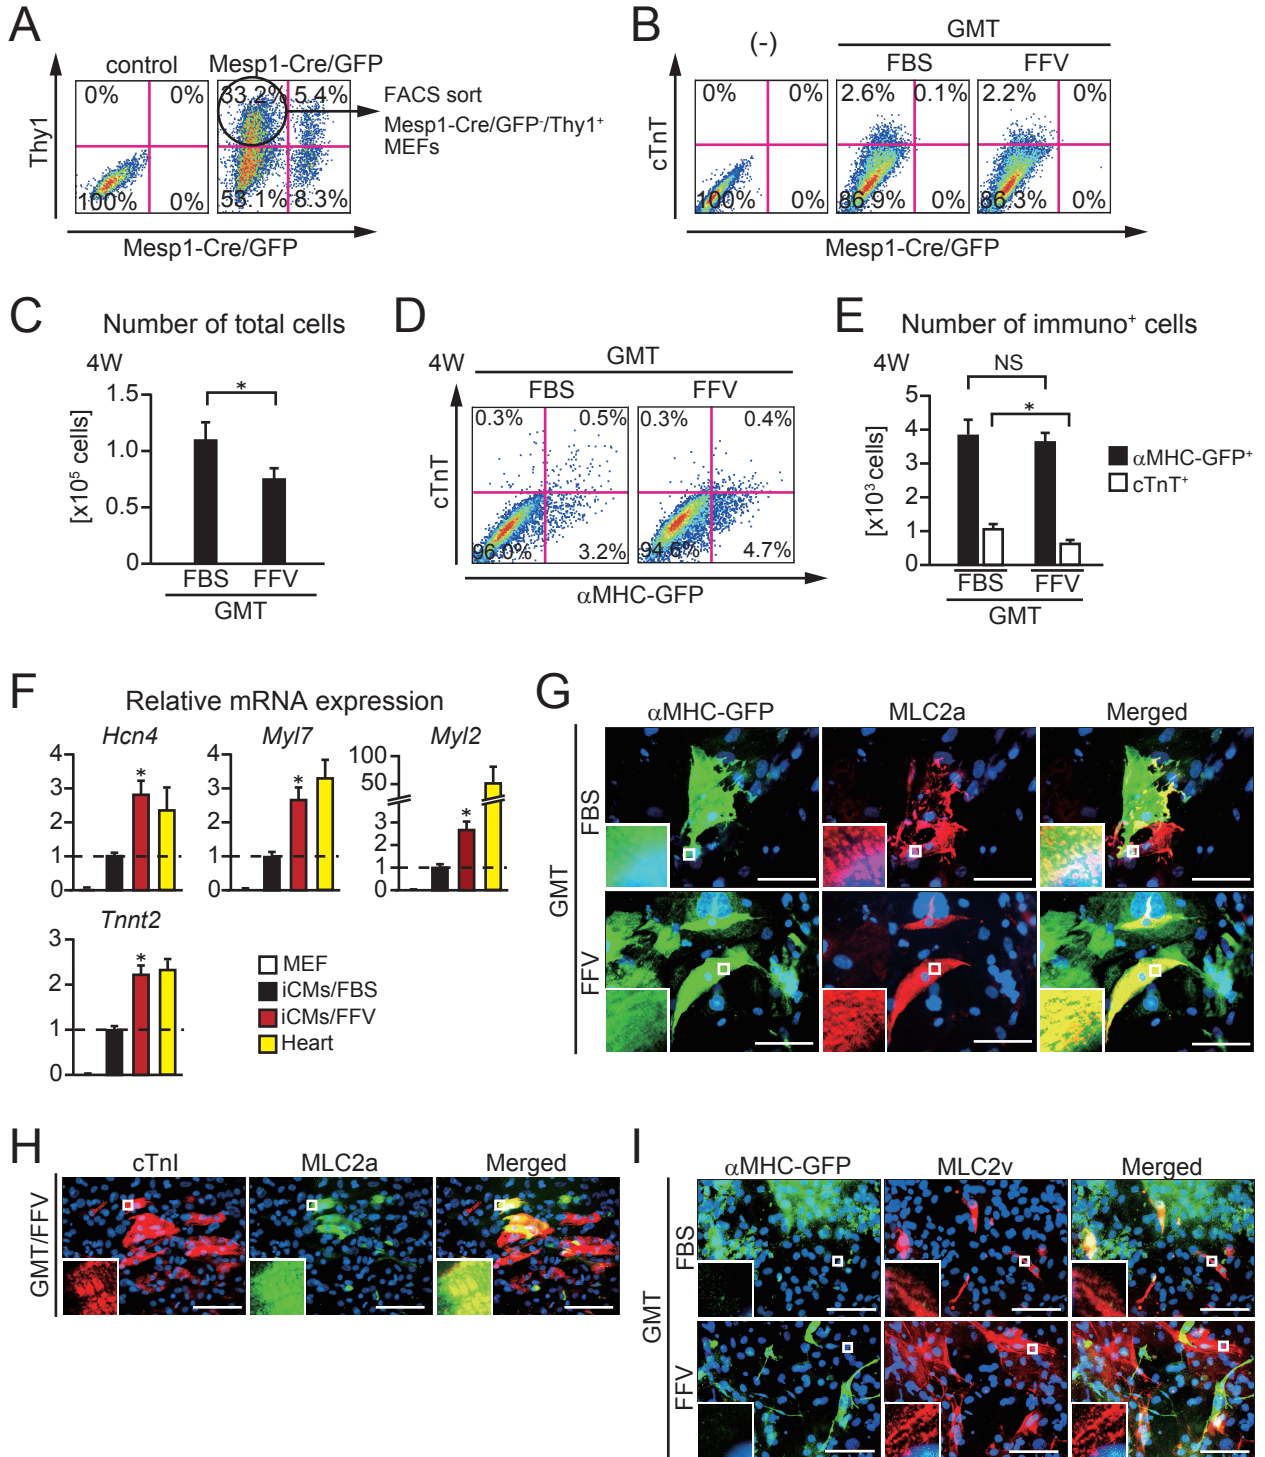 A
control
Mesp1-Cre/GFP
Thy1
0%
0%
100%
0%
33.2%
5.4%
53.1%
8.3%
FACS sort
Mesp1-Cre/GFP⁻/Thy1⁺
MEFs
Mesp1-Cre/GFP
B
(-)
GMT
FBS
FFV
cTnT
0%
0%
100%
0%
2.6%
0.1%
86.9%
0%
2.2%
0%
86.3%
0%
Mesp1-Cre/GFP
C
Number of total cells
4W
*
[x10⁵ cells]
1.5
1.0
0.5
0
FBS
FFV
GMT
D
4W
GMT
FBS
FFV
cTnT
0.3%
0.5%
96.0%
3.2%
0.3%
0.4%
94.6%
4.7%
αMHC-GFP
E
Number of immuno⁺ cells
4W
NS
*
[x10³ cells]
5
4
3
2
1
0
αMHC-GFP⁺
cTnT⁺
FBS
FFV
GMT
F
Relative mRNA expression
Hcn4
4
3
2
1
0
*
Myl7
4
3
2
1
0
*
Myl2
100
50
3
2
1
0
*
Tnnt2
3
2
1
0
*
MEF
iCMs/FBS
iCMs/FFV
Heart
G
αMHC-GFP
MLC2a
Merged
GMT
FBS
FFV
H
cTnI
MLC2a
Merged
GMT/FFV
I
αMHC-GFP
MLC2v
Merged
GMT
FBS
FFV